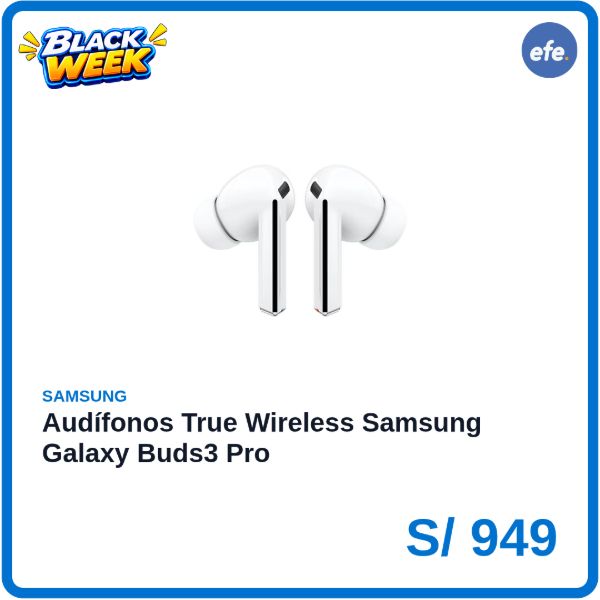 BLACK
WEEK
efe.
SAMSUNG
Audífonos True Wireless Samsung
Galaxy Buds3 Pro
S/ 949